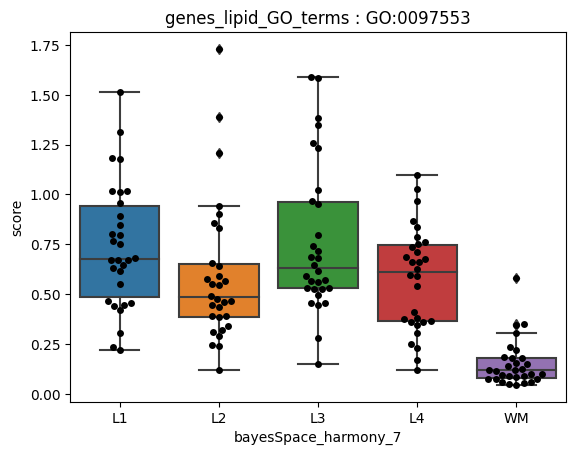 genes_lipid_GO_terms : GO:0097553
score
1.75
1.50
1.25
1.00
0.75
0.50
0.25
0.00
L1 L2 L3 L4 WM
bayesSpace_harmony_7